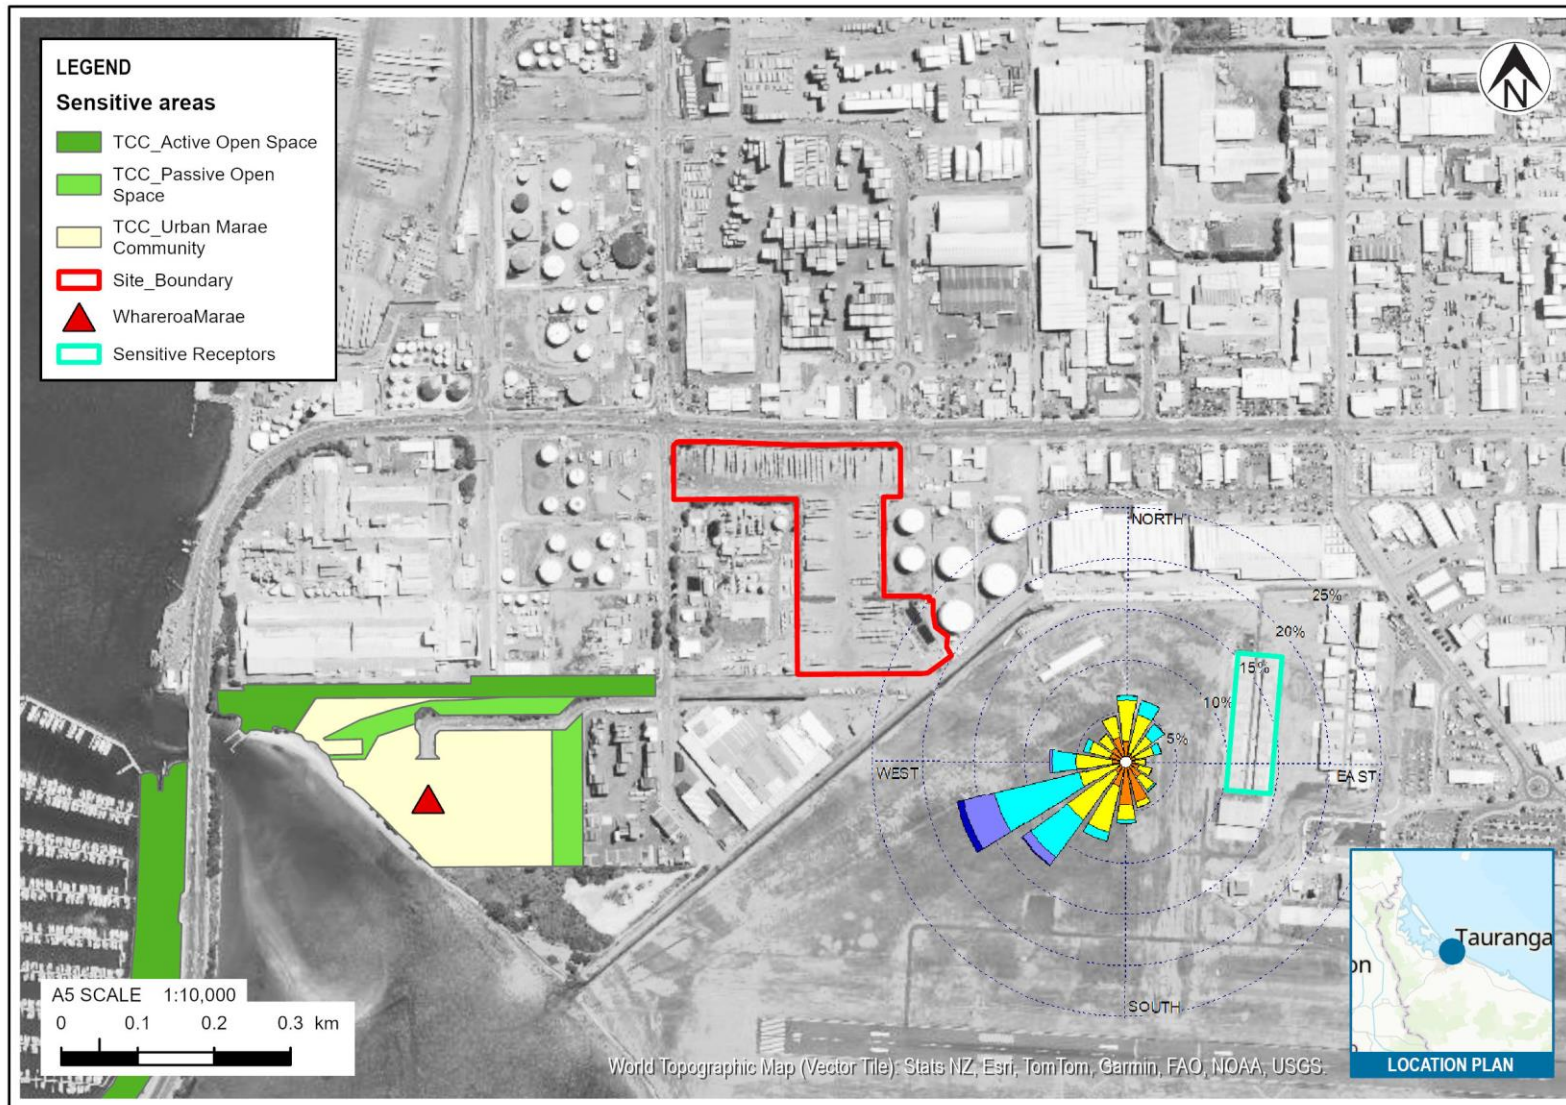 LEGEND
Sensitive areas
TCC_Active Open Space
TCC_Passive Open
Space
TCC_Urban Marae
Community
Site_Boundary
WhareroaMarae
Sensitive Receptors
N
NORTH
25%
20%
15%
10%
5%
WEST
EAST
SOUTH
A5 SCALE 1:10,000
0 0.1 0.2 0.3 km
World Topographic Map (Vector Tile): Stats NZ, Esri, TomTom, Garmin, FAO, NOAA, USGS.
Tauranga
on
LOCATION PLAN